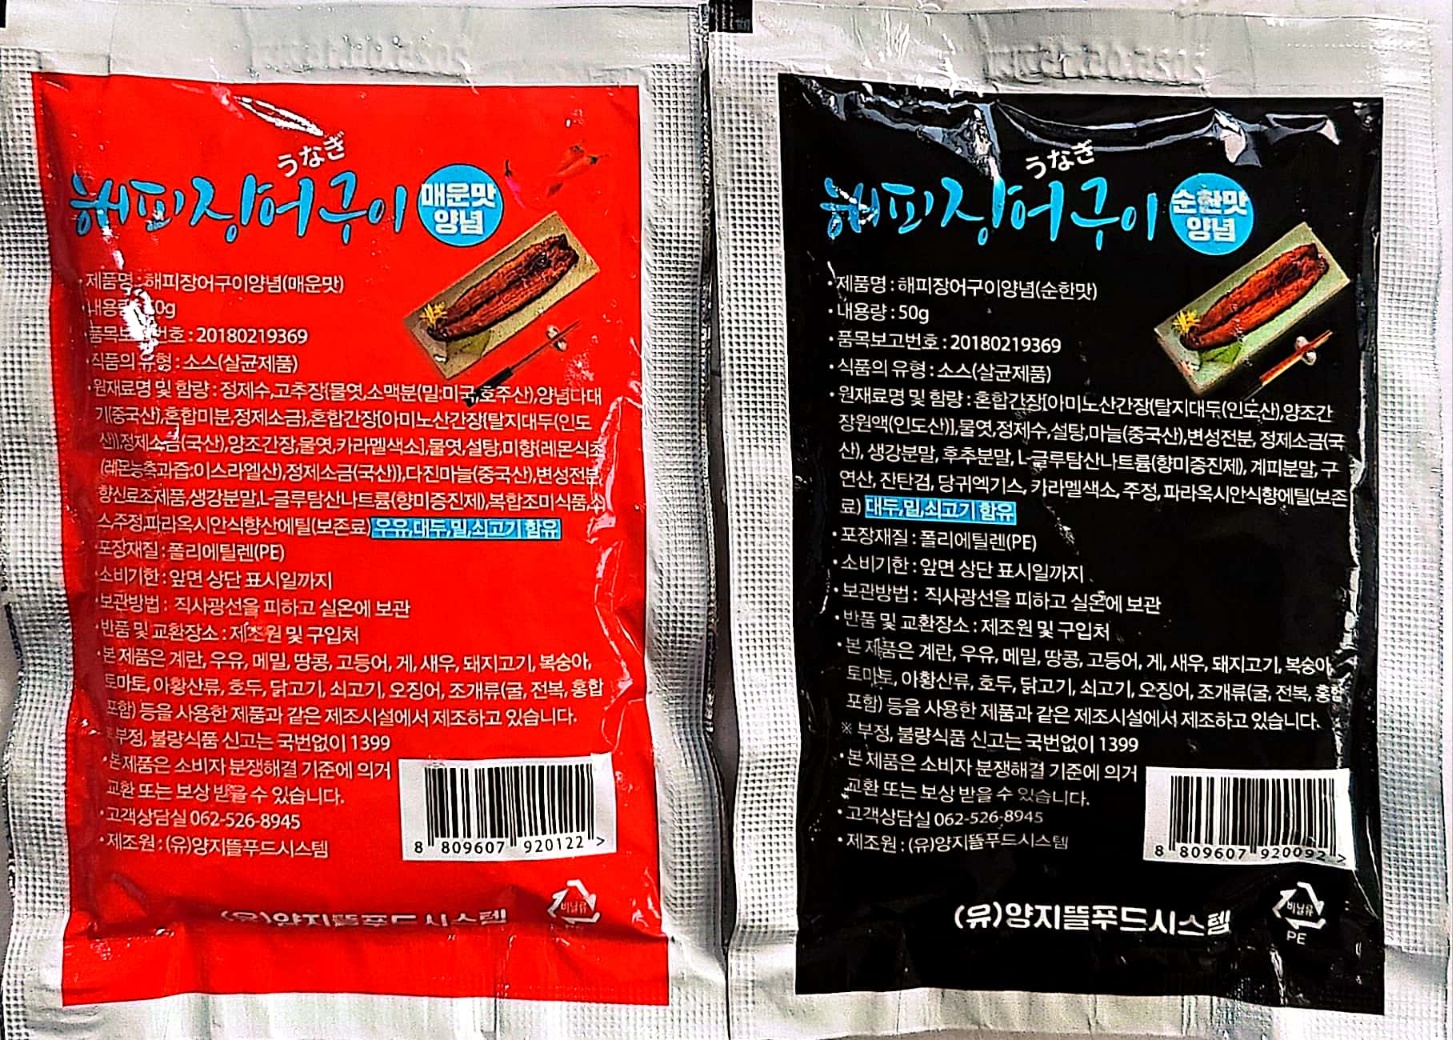 うなぎ
해피장어구이 매운맛 양념
· 제품명 : 해피장어구이양념(매운맛)
0g
호 : 20180219369
· 식품의 유형 : 소스(살균제품)
· 원재료명 및 함량 : 정제수,고추장{물엿,소맥분(밀:미국,호주산),양념다대
기(중국산),혼합미분,정제소금},혼합간장{아미노산간장{탈지대두(인도
산)},정제소금(국산),양조간장,물엿,카라멜색소],물엿,설탕,미향{레몬식초
(레몬농축과즙:이스라엘산),정제소금(국산)},다진마늘(중국산),변성전분,
향신료조제품,생강분말,L-글루탐산나트륨(향미증진제),복합조미식품,
스주정,파라옥시안식향산에틸(보존료) 우유,대두,밀,쇠고기 함유
· 포장재질 : 폴리에틸렌(PE)
· 소비기한 : 앞면 상단 표시일까지
· 보관방법 : 직사광선을 피하고 실온에 보관
· 반품 및 교환장소 : 제조원 및 구입처
· 본 제품은 계란, 우유, 메밀, 땅콩, 고등어, 게, 새우, 돼지고기, 복숭아,
토마토, 아황산류, 호두, 닭고기, 쇠고기, 오징어, 조개류(굴, 전복, 홍합
포함) 등을 사용한 제품과 같은 제조시설에서 제조하고 있습니다.
부정, 불량식품 신고는 국번없이 1399
· 본제품은 소비자 분쟁해결 기준에 의거
교환 또는 보상 받을 수 있습니다.
· 고객상담실 062-526-8945
· 제조원 : (유)양지뜰푸드시스템
8 809607 920122 >
(유)양지뜰푸드시스템
비닐류
うなぎ
해피장어구이 순한맛 양념
· 제품명 : 해피장어구이양념(순한맛)
· 내용량 : 50g
· 품목보고번호 : 20180219369
· 식품의 유형 : 소스(살균제품)
· 원재료명 및 함량 : 혼합간장[아미노산간장{탈지대두(인도산),양조간
장원액(인도산)}],물엿,정제수,설탕,마늘(중국산),변성전분, 정제소금(국
산), 생강분말, 후추분말, L-글루탐산나트륨(향미증진제), 계피분말, 구
연산, 잔탄검, 당귀엑기스, 카라멜색소, 주정, 파라옥시안식향에틸(보존
료) 대두,밀,쇠고기 함유
· 포장재질 : 폴리에틸렌(PE)
· 소비기한 : 앞면 상단 표시일까지
· 보관방법 : 직사광선을 피하고 실온에 보관
· 반품 및 교환장소 : 제조원 및 구입처
· 본 제품은 계란, 우유, 메밀, 땅콩, 고등어, 게, 새우, 돼지고기, 복숭아,
토마토, 아황산류, 호두, 닭고기, 쇠고기, 오징어, 조개류(굴, 전복, 홍합
포함) 등을 사용한 제품과 같은 제조시설에서 제조하고 있습니다.
※ 부정, 불량식품 신고는 국번없이 1399
· 본 제품은 소비자 분쟁해결 기준에 의거
교환 또는 보상 받을 수 있습니다.
· 고객상담실 062-526-8945
· 제조원 : (유)양지뜰푸드시스템
8 809607 920092 >
(유)양지뜰푸드시스템
비닐류
PE